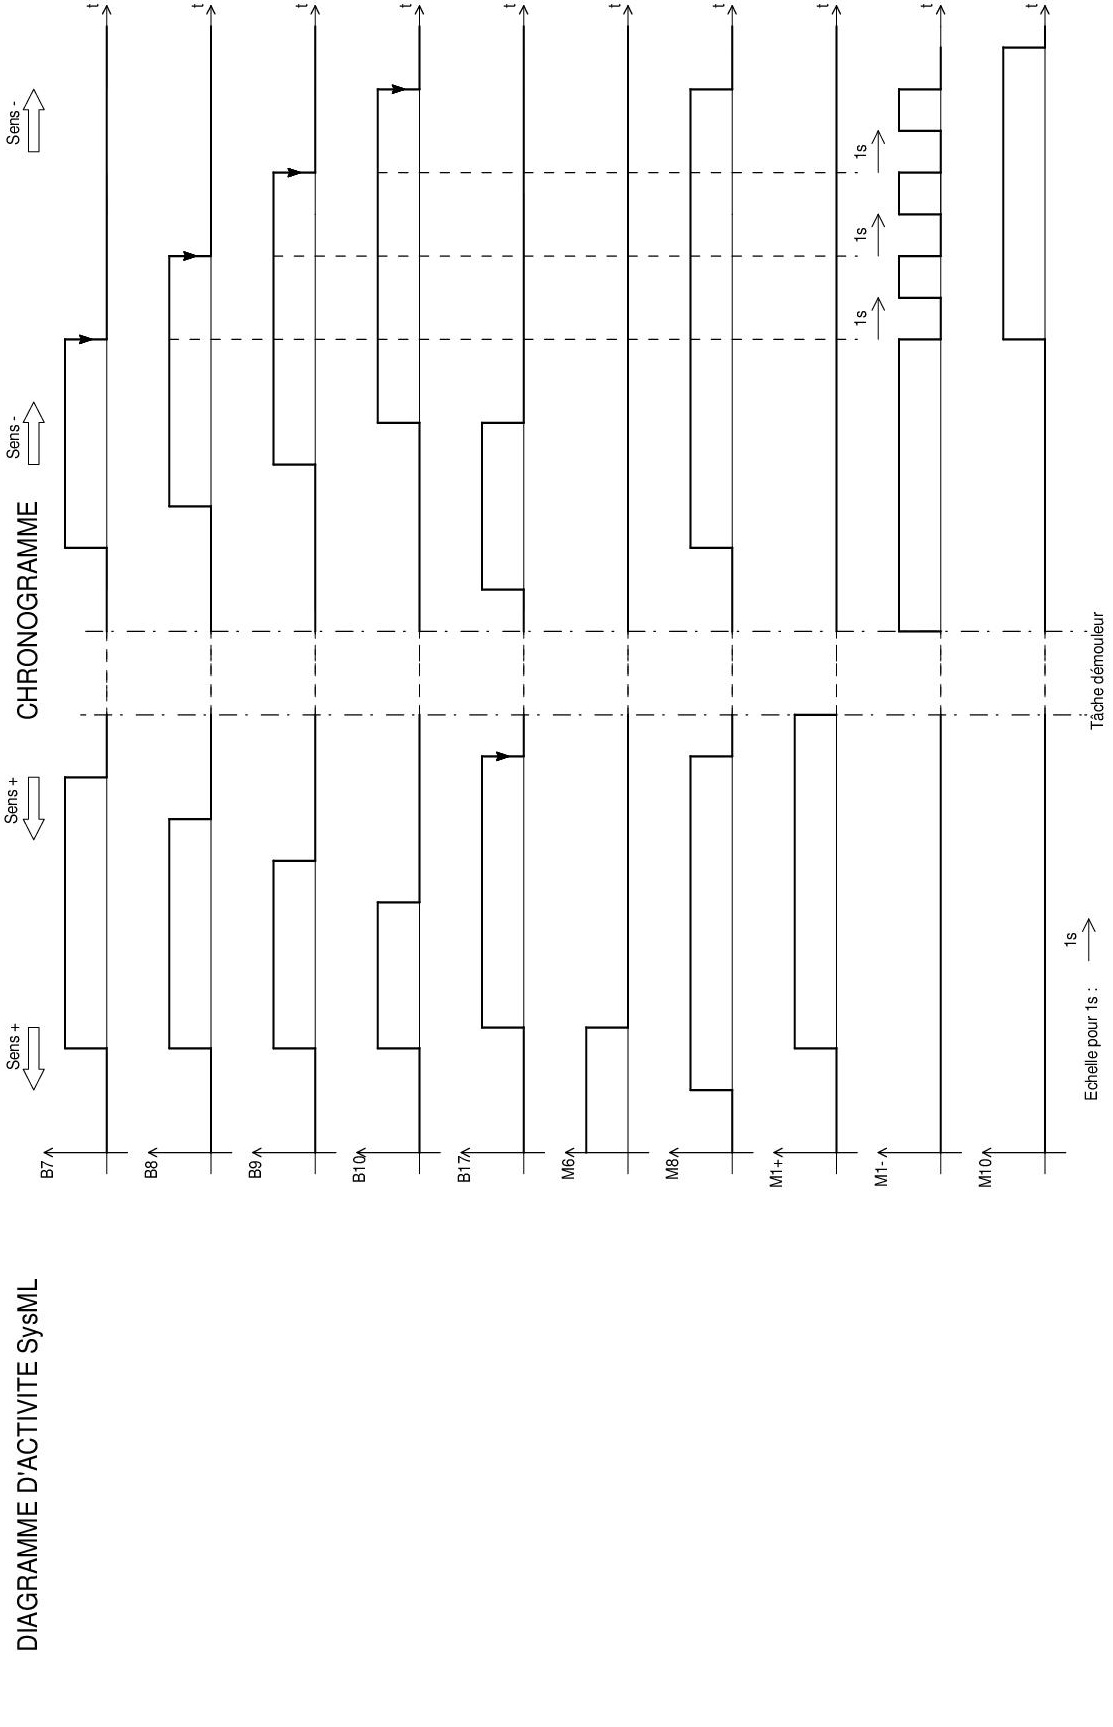 DIAGRAMME D'ACTIVITE SysML
CHRONOGRAMME
Sens +
Sens +
Sens -
Sens -
B7
t
B8
t
B9
t
B10
t
B17
t
M6
t
M8
t
M1+
t
1s
1s
1s
M1-
t
M10
t
Echelle pour 1s :
1s
Tâche démouleur